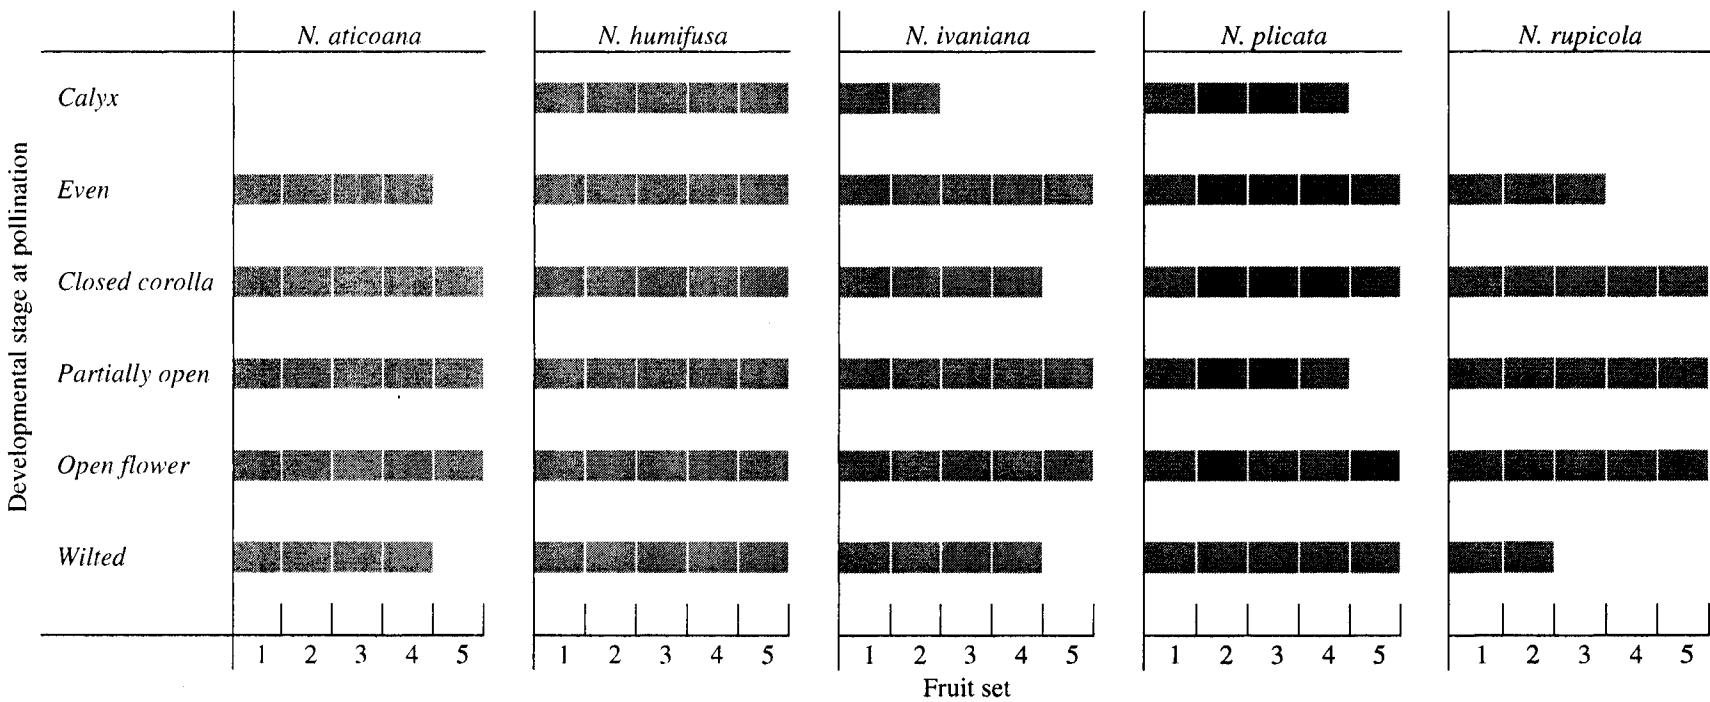 N. aticoana N. humifusa N. ivaniana N. plicata N. rupicola
Developmental stage at pollination
Calyx
Even
Closed corolla
Partially open
Open flower
Wilted
1 2 3 4 5 1 2 3 4 5 1 2 3 4 5 1 2 3 4 5 1 2 3 4 5
Fruit set